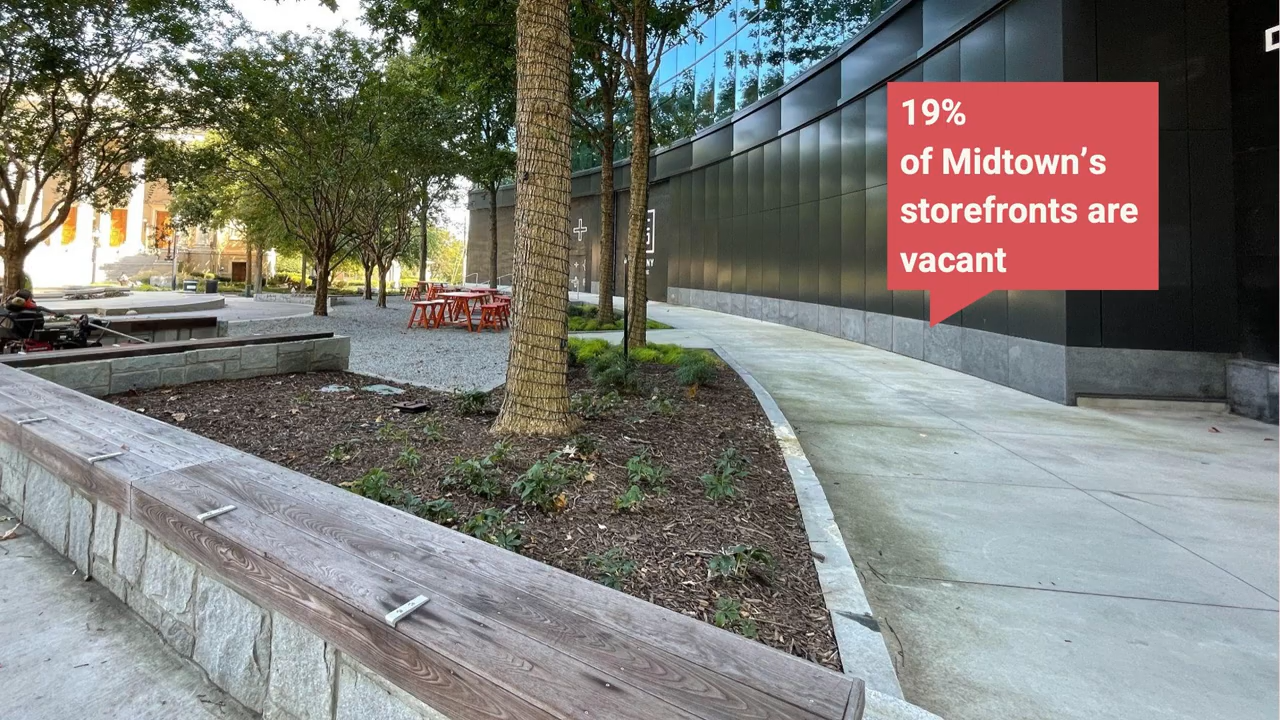 19%
of Midtown’s
storefronts are
vacant